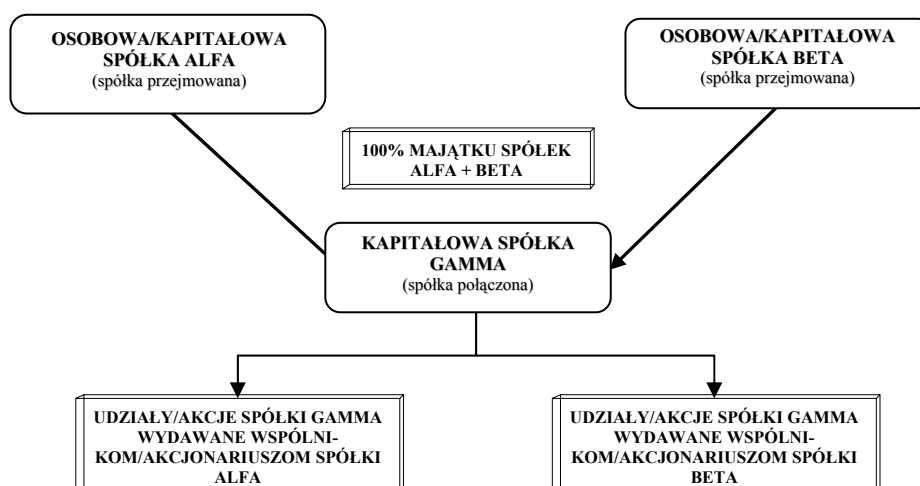 OSOBOWA/KAPITAŁOWA
SPÓŁKA ALFA
(spółka przejmowana)
OSOBOWA/KAPITAŁOWA
SPÓŁKA BETA
(spółka przejmowana)
100% MAJĄTKU SPÓŁEK
ALFA + BETA
KAPITAŁOWA SPÓŁKA
GAMMA
(spółka połączona)
UDZIAŁY/AKCJE SPÓŁKI GAMMA
WYDAWANE WSPÓLNI-
KOM/AKCJONARIUSZOM SPÓŁKI
ALFA
UDZIAŁY/AKCJE SPÓŁKI GAMMA
WYDAWANE WSPÓLNI-
KOM/AKCJONARIUSZOM SPÓŁKI
BETA